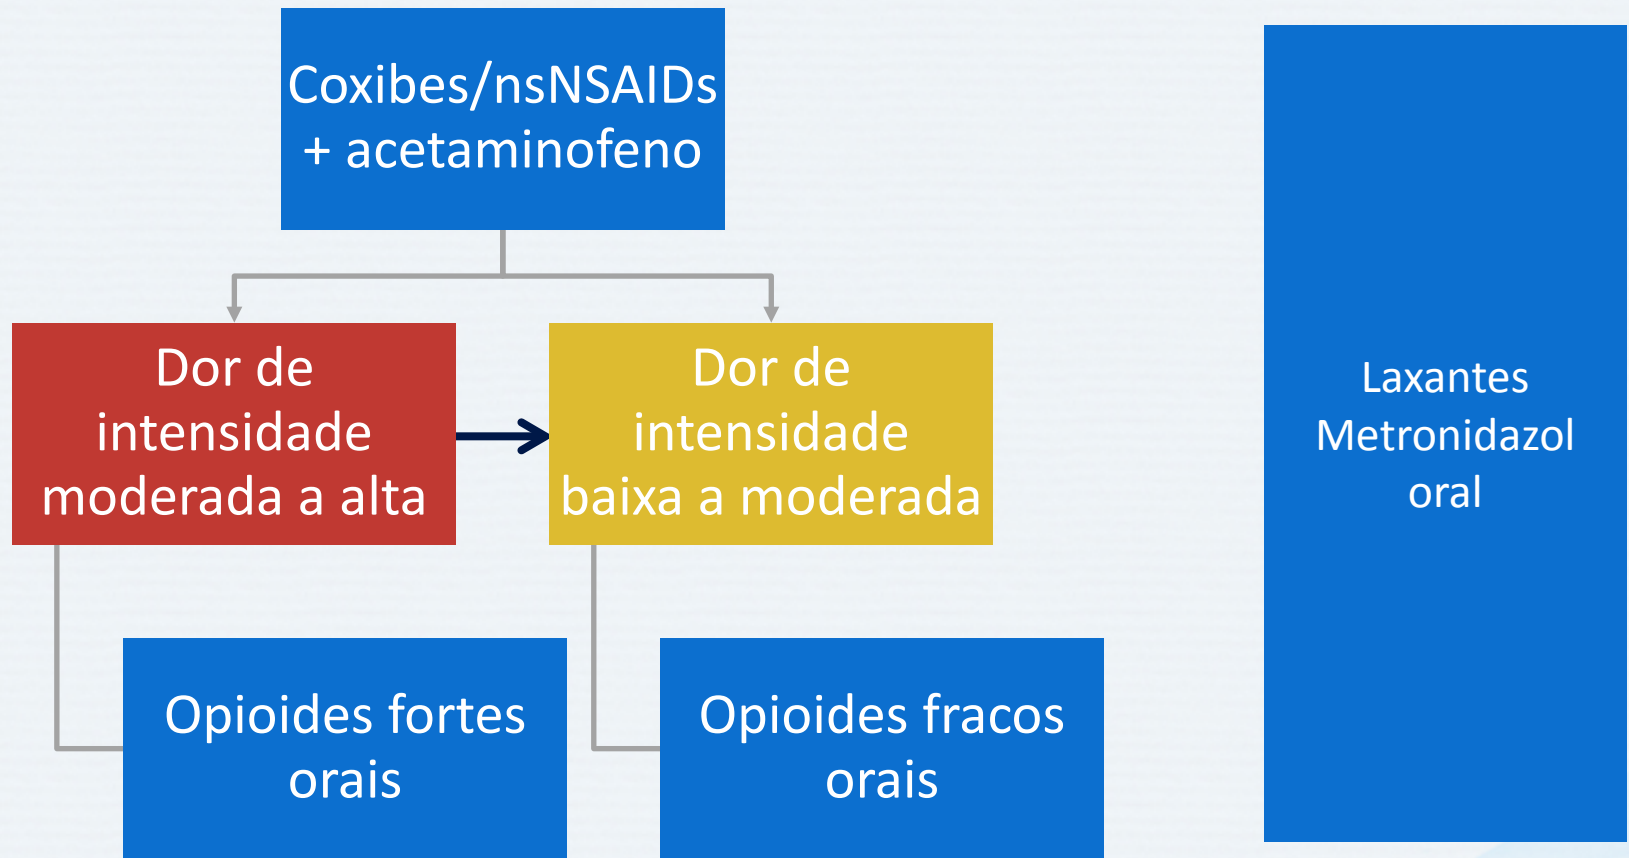 Coxibes/nsNSAIDs
+ acetaminofeno
Dor de
intensidade
moderada a alta
Dor de
intensidade
baixa a moderada
Opioides fortes
orais
Opioides fracos
orais
Laxantes
Metronidazol
oral